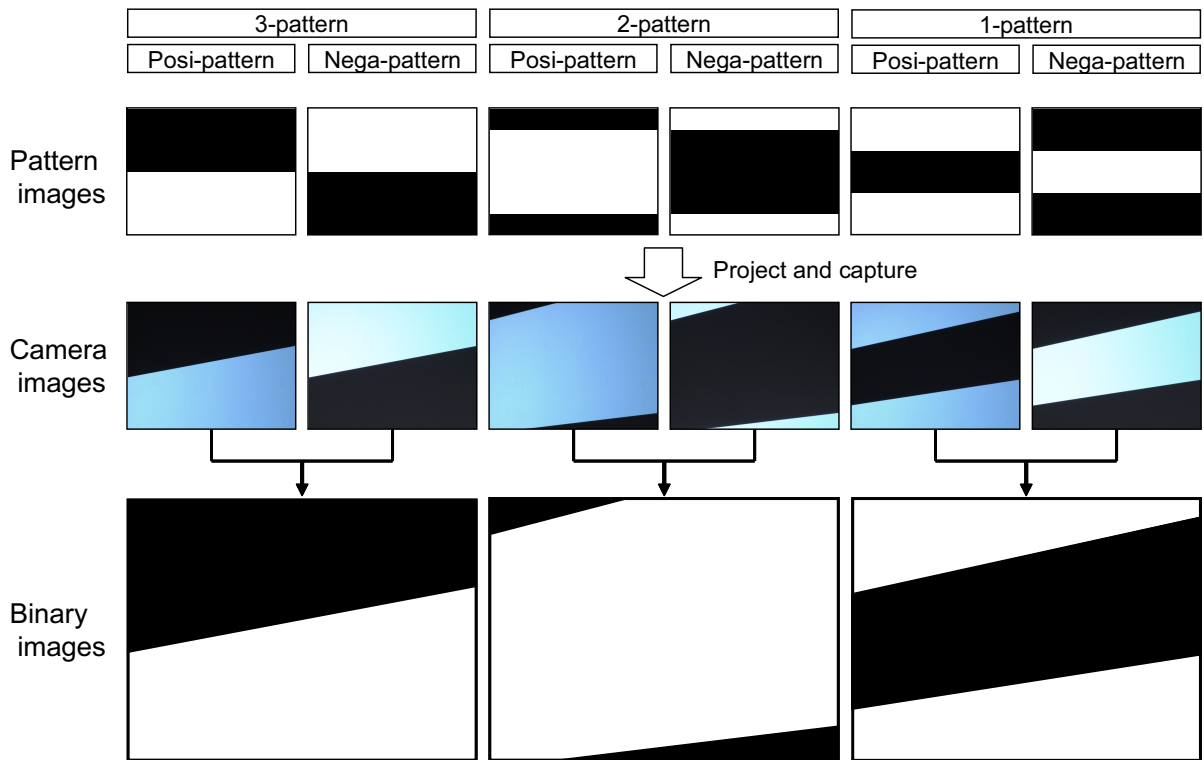 3-pattern
2-pattern
1-pattern
Posi-pattern
Nega-pattern
Posi-pattern
Nega-pattern
Posi-pattern
Nega-pattern
Pattern
images
Project and capture
Camera
images
Binary
images